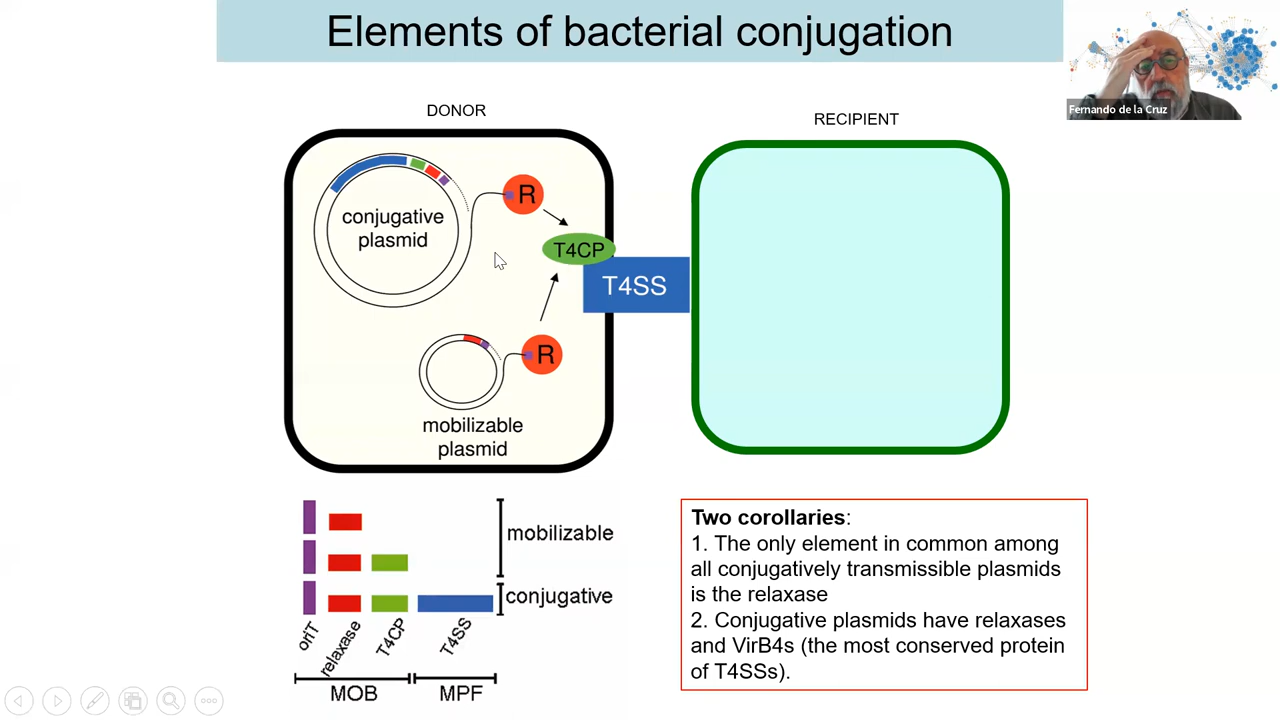 Elements of bacterial conjugation
Fernando de la Cruz
DONOR
RECIPIENT
conjugative
plasmid
R
T4CP
T4SS
R
mobilizable
plasmid
mobilizable
conjugative
oriT
relaxase
T4CP
T4SS
MOB
MPF
Two corollaries:
1. The only element in common among
all conjugatively transmissible plasmids
is the relaxase
2. Conjugative plasmids have relaxases
and VirB4s (the most conserved protein
of T4SSs).